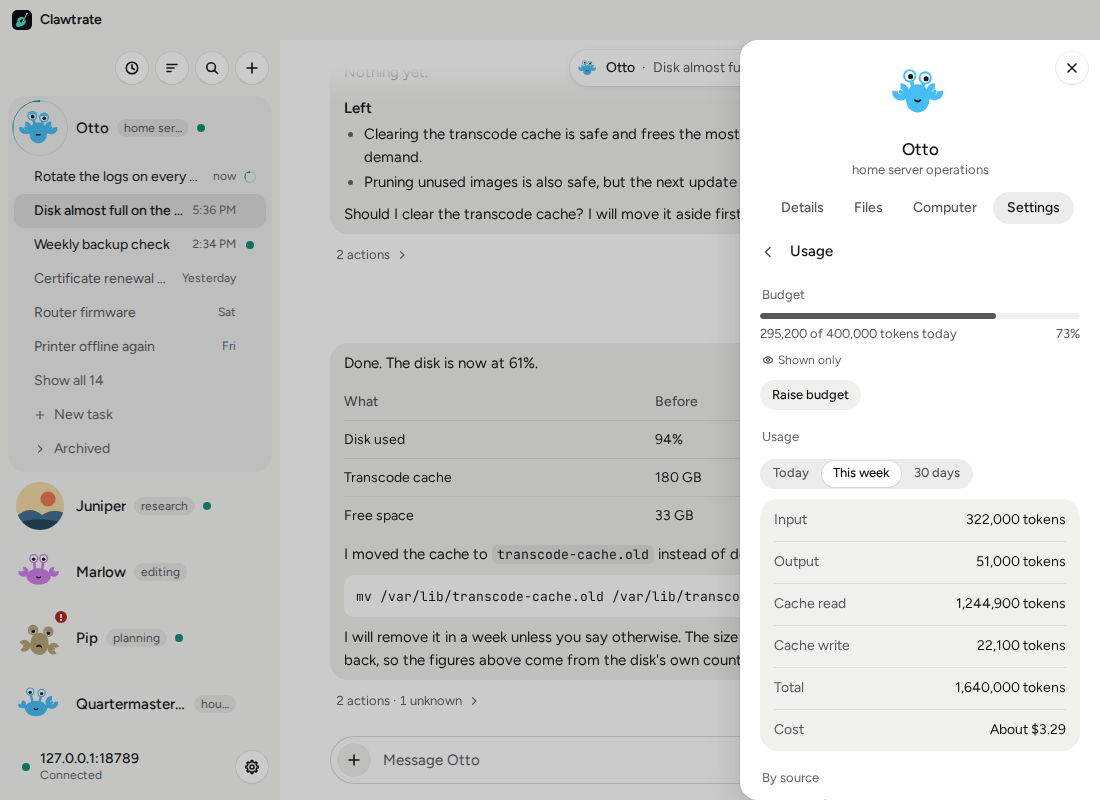 Clawtrate
Otto home ser...
Rotate the logs on every ... now
Disk almost full on the ... 5:36 PM
Weekly backup check 2:34 PM
Certificate renewal ... Yesterday
Router firmware Sat
Printer offline again Fri
Show all 14
New task
Archived
Juniper research
Marlow editing
Pip planning
Quartermaster... hou...
127.0.0.1:18789
Connected
Otto · Disk almost fu
Nothing yet.
Left
Clearing the transcode cache is safe and frees the most
demand.
Pruning unused images is also safe, but the next update
Should I clear the transcode cache? I will move it aside first
2 actions
Done. The disk is now at 61%.
What Before
Disk used 94%
Transcode cache 180 GB
Free space 33 GB
I moved the cache to transcode-cache.old instead of d
mv /var/lib/transcode-cache.old /var/lib/transco
I will remove it in a week unless you say otherwise. The size
back, so the figures above come from the disk's own count
2 actions · 1 unknown
Message Otto
Otto
home server operations
Details Files Computer Settings
Usage
Budget
295,200 of 400,000 tokens today 73%
Shown only
Raise budget
Usage
Today This week 30 days
Input 322,000 tokens
Output 51,000 tokens
Cache read 1,244,900 tokens
Cache write 22,100 tokens
Total 1,640,000 tokens
Cost About $3.29
By source